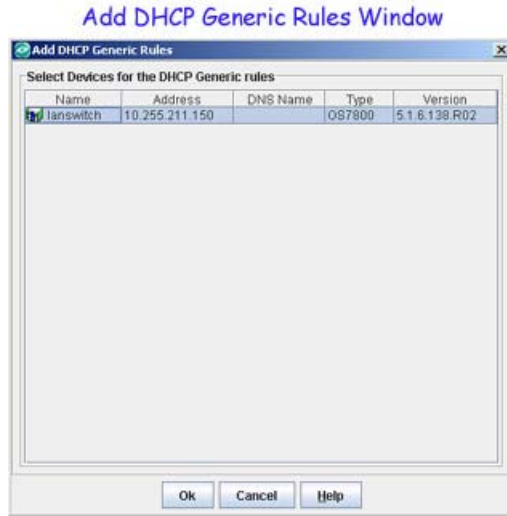 Add DHCP Generic Rules Window
Add DHCP Generic Rules
Select Devices for the DHCP Generic rules
Name Address DNS Name Type Version
lanswitch 10.255.211.150 OS7800 5.1.6.138.R02
Ok Cancel Help